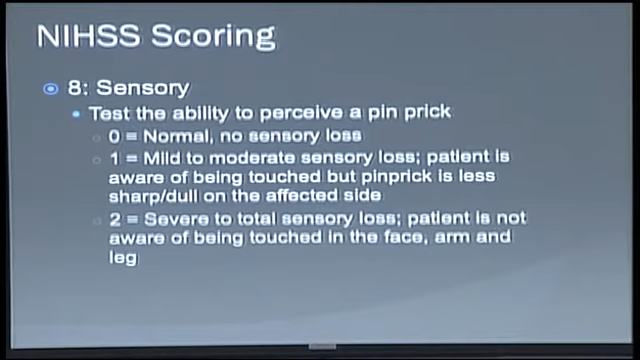 NIHSS Scoring
8: Sensory
Test the ability to perceive a pin prick
0 = Normal, no sensory loss
1 = Mild to moderate sensory loss; patient is
aware of being touched but pinprick is less
sharp/dull on the affected side
2 = Severe to total sensory loss; patient is not
aware of being touched in the face, arm and
leg